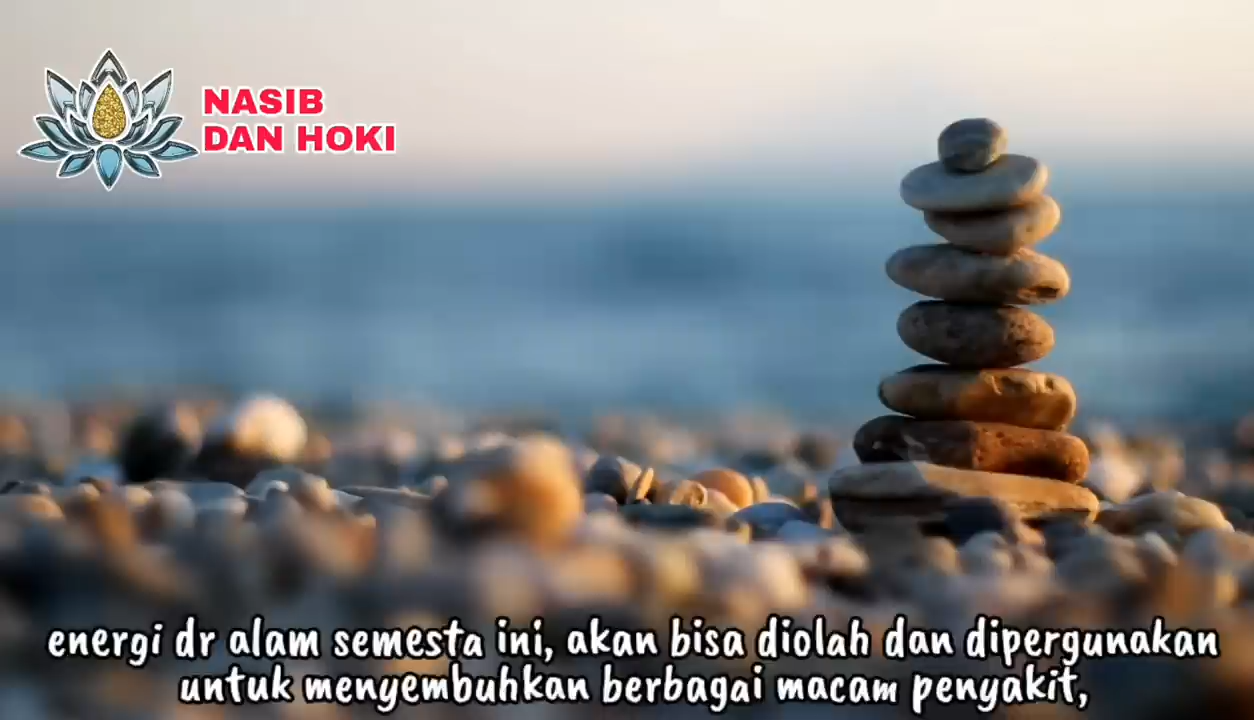 NASIB
DAN HOKI
energi dr alam semesta ini, akan bisa diolah dan dipergunakan
untuk menyembuhkan berbagai macam penyakit,